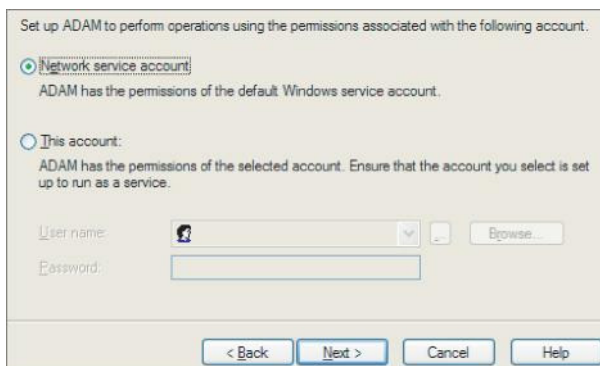 Set up ADAM to perform operations using the permissions associated with the following account.
Network service account
ADAM has the permissions of the default Windows service account.
This account:
ADAM has the permissions of the selected account. Ensure that the account you select is set
up to run as a service.
User name:
... Browse...
Password:
< Back Next > Cancel Help